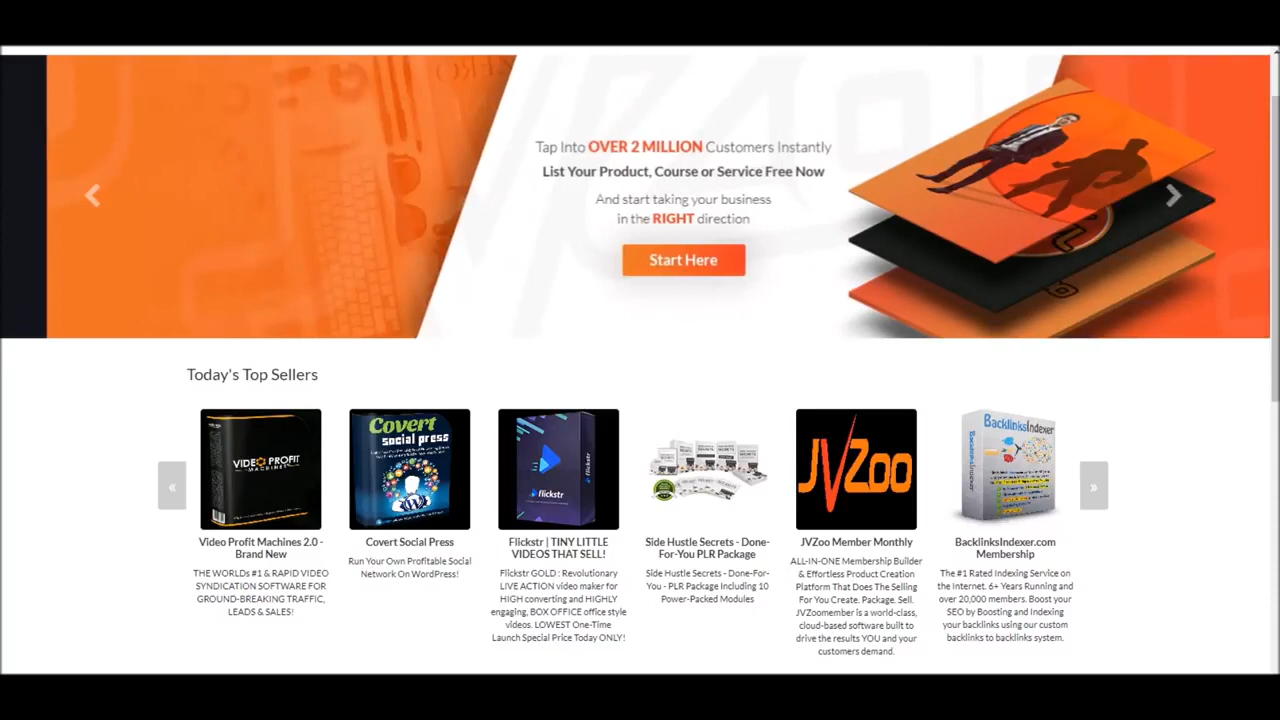 Tap Into OVER 2 MILLION Customers Instantly
List Your Product, Course or Service Free Now
And start taking your business
in the RIGHT direction
Start Here
Today's Top Sellers
«
VIDEO PROFIT
MACHINES
Covert
social press
flickstr
flickstr
JVZoo
BacklinksIndexer
BacklinksIndexer
»
Video Profit Machines 2.0 -
Brand New
THE WORLDs #1 & RAPID VIDEO
SYNDICATION SOFTWARE FOR
GROUND-BREAKING TRAFFIC,
LEADS & SALES!
Covert Social Press
Run Your Own Profitable Social
Network On WordPress!
Flickstr | TINY LITTLE
VIDEOS THAT SELL!
Flickstr GOLD : Revolutionary
LIVE ACTION video maker for
HIGH converting and HIGHLY
engaging, BOX OFFICE office style
videos. LOWEST One-Time
Launch Special Price Today ONLY!
Side Hustle Secrets - Done-
For-You PLR Package
Side Hustle Secrets - Done-For-
You - PLR Package Including 10
Power-Packed Modules
JVZoo Member Monthly
ALL-IN-ONE Membership Builder
& Effortless Product Creation
Platform That Does The Selling
For You Create. Package. Sell.
JVZoomember is a world-class,
cloud-based software built to
drive the results YOU and your
customers demand.
BacklinksIndexer.com
Membership
The #1 Rated Indexing Service on
the Internet. 6+ Years Running and
over 20,000 members. Boost your
SEO by Boosting and Indexing
your backlinks using our custom
backlinks to backlinks system.